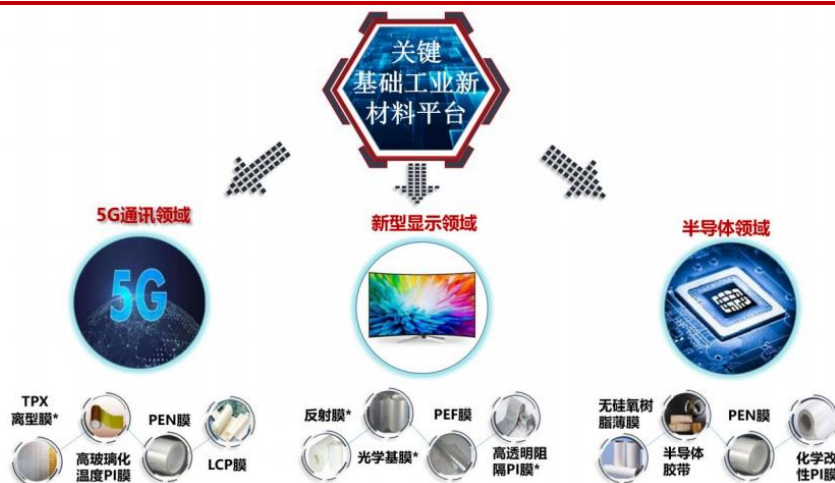 关键
基础工业新
材料平台
5G通讯领域
新型显示领域
半导体领域
5G
TPX
离型膜*
高玻璃化
温度PI膜
PEN膜
LCP膜
反射膜*
光学基膜*
PEF膜
高透明阻
隔PI膜*
无硅氧树
脂薄膜
半导体
胶带
PEN膜
化学改
性PI膜